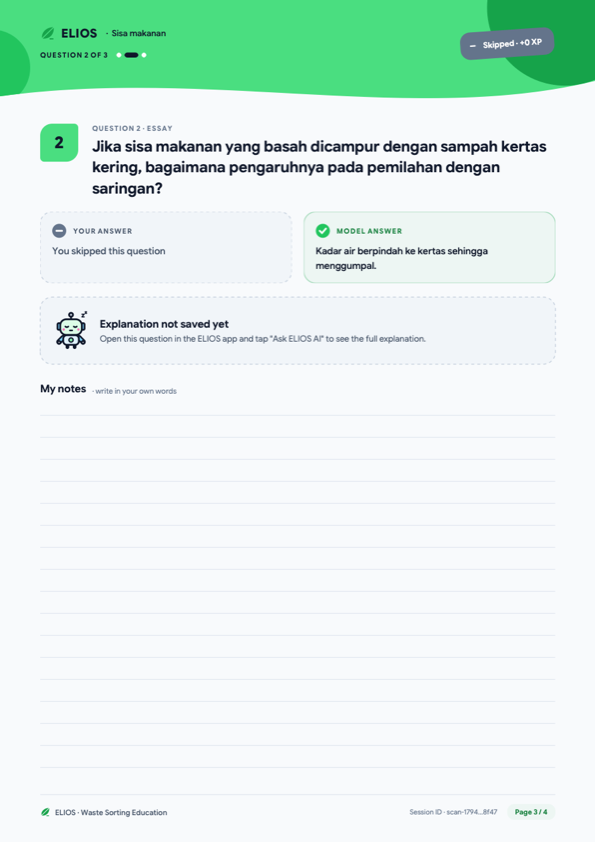 ELIOS · Sisa makanan
QUESTION 2 OF 3
– Skipped · +0 XP
2
QUESTION 2 · ESSAY
Jika sisa makanan yang basah dicampur dengan sampah kertas
kering, bagaimana pengaruhnya pada pemilahan dengan
saringan?
YOUR ANSWER
You skipped this question
MODEL ANSWER
Kadar air berpindah ke kertas sehingga
menggumpal.
Explanation not saved yet
Open this question in the ELIOS app and tap "Ask ELIOS AI" to see the full explanation.
My notes · write in your own words
ELIOS · Waste Sorting Education
Session ID · scan-1794...8f47
Page 3 / 4